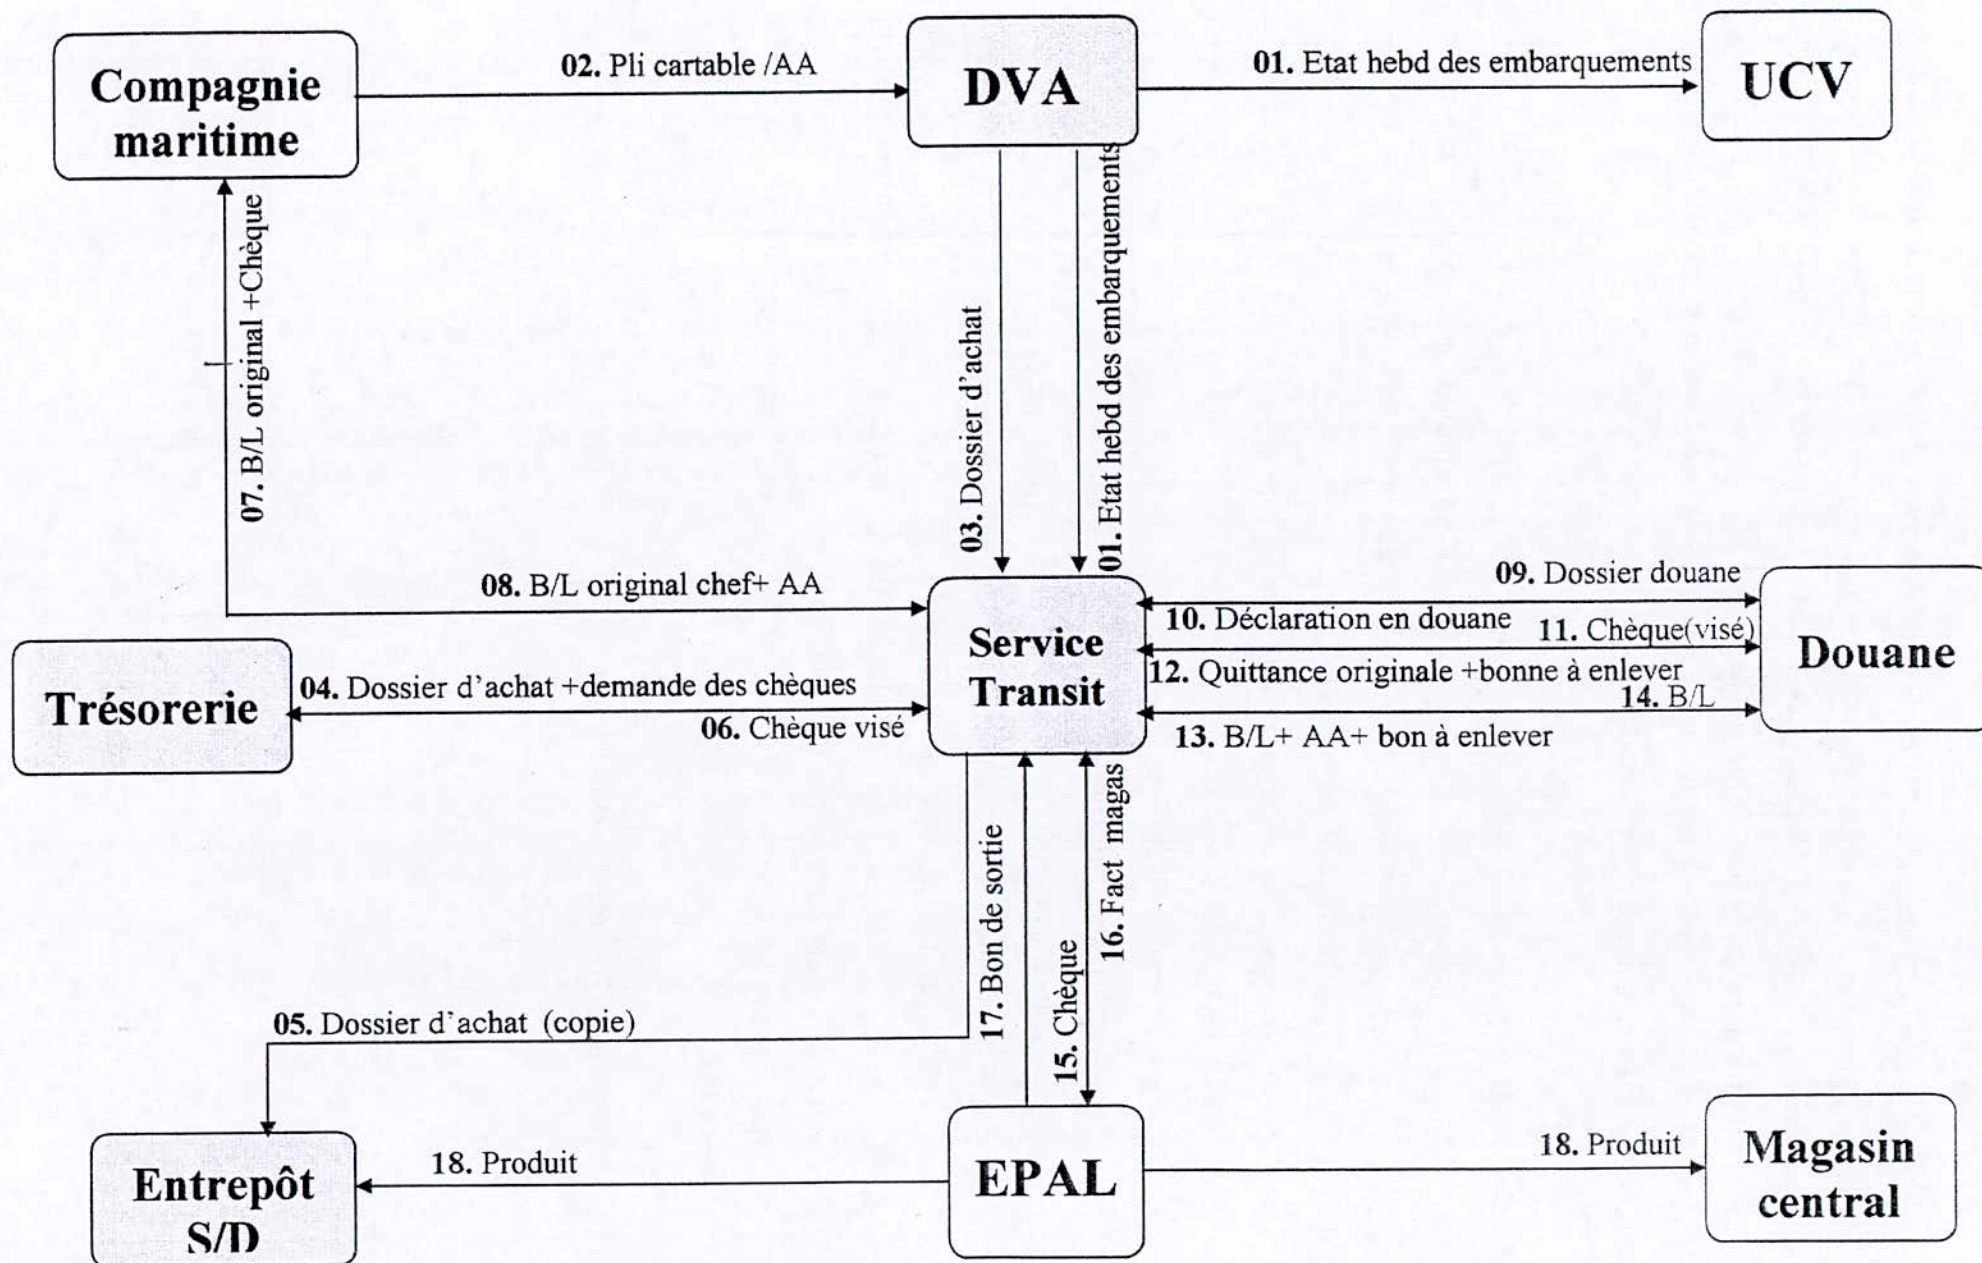 Compagnie
maritime
02. Pli cartable /AA
DVA
01. Etat hebd des embarquements
UCV
07. B/L original +Chèque
03. Dossier d'achat
01. Etat hebd des embarquements
08. B/L original chef+ AA
Service
Transit
09. Dossier douane
10. Déclaration en douane
11. Chèque(visé)
12. Quittance originale +bonne à enlever
14. B/L
13. B/L+ AA+ bon à enlever
Douane
Trésorerie
04. Dossier d'achat +demande des chèques
06. Chèque visé
17. Bon de sortie
15. Chèque
16. Fact magas
05. Dossier d'achat (copie)
Entrepôt
S/D
18. Produit
EPAL
18. Produit
Magasin
central